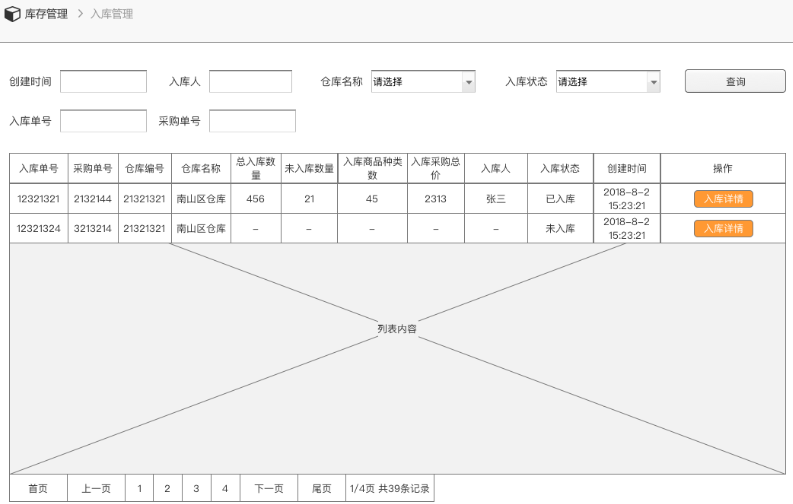 库存管理 > 入库管理
创建时间 入库人 仓库名称 请选择 入库状态 请选择 查询
入库单号 采购单号
入库单号 采购单号 仓库编号 仓库名称 总入库数量 未入库数量 入库商品种类数 入库采购总价 入库人 入库状态 创建时间 操作
12321321 2132144 21321321 南山区仓库 456 21 45 2313 张三 已入库 2018-8-2 15:23:21 入库详情
12321324 3213214 21321321 南山区仓库 - - - - - 未入库 2018-8-2 15:23:21 入库详情
列表内容
首页 上一页 1 2 3 4 下一页 尾页 1/4页 共39条记录